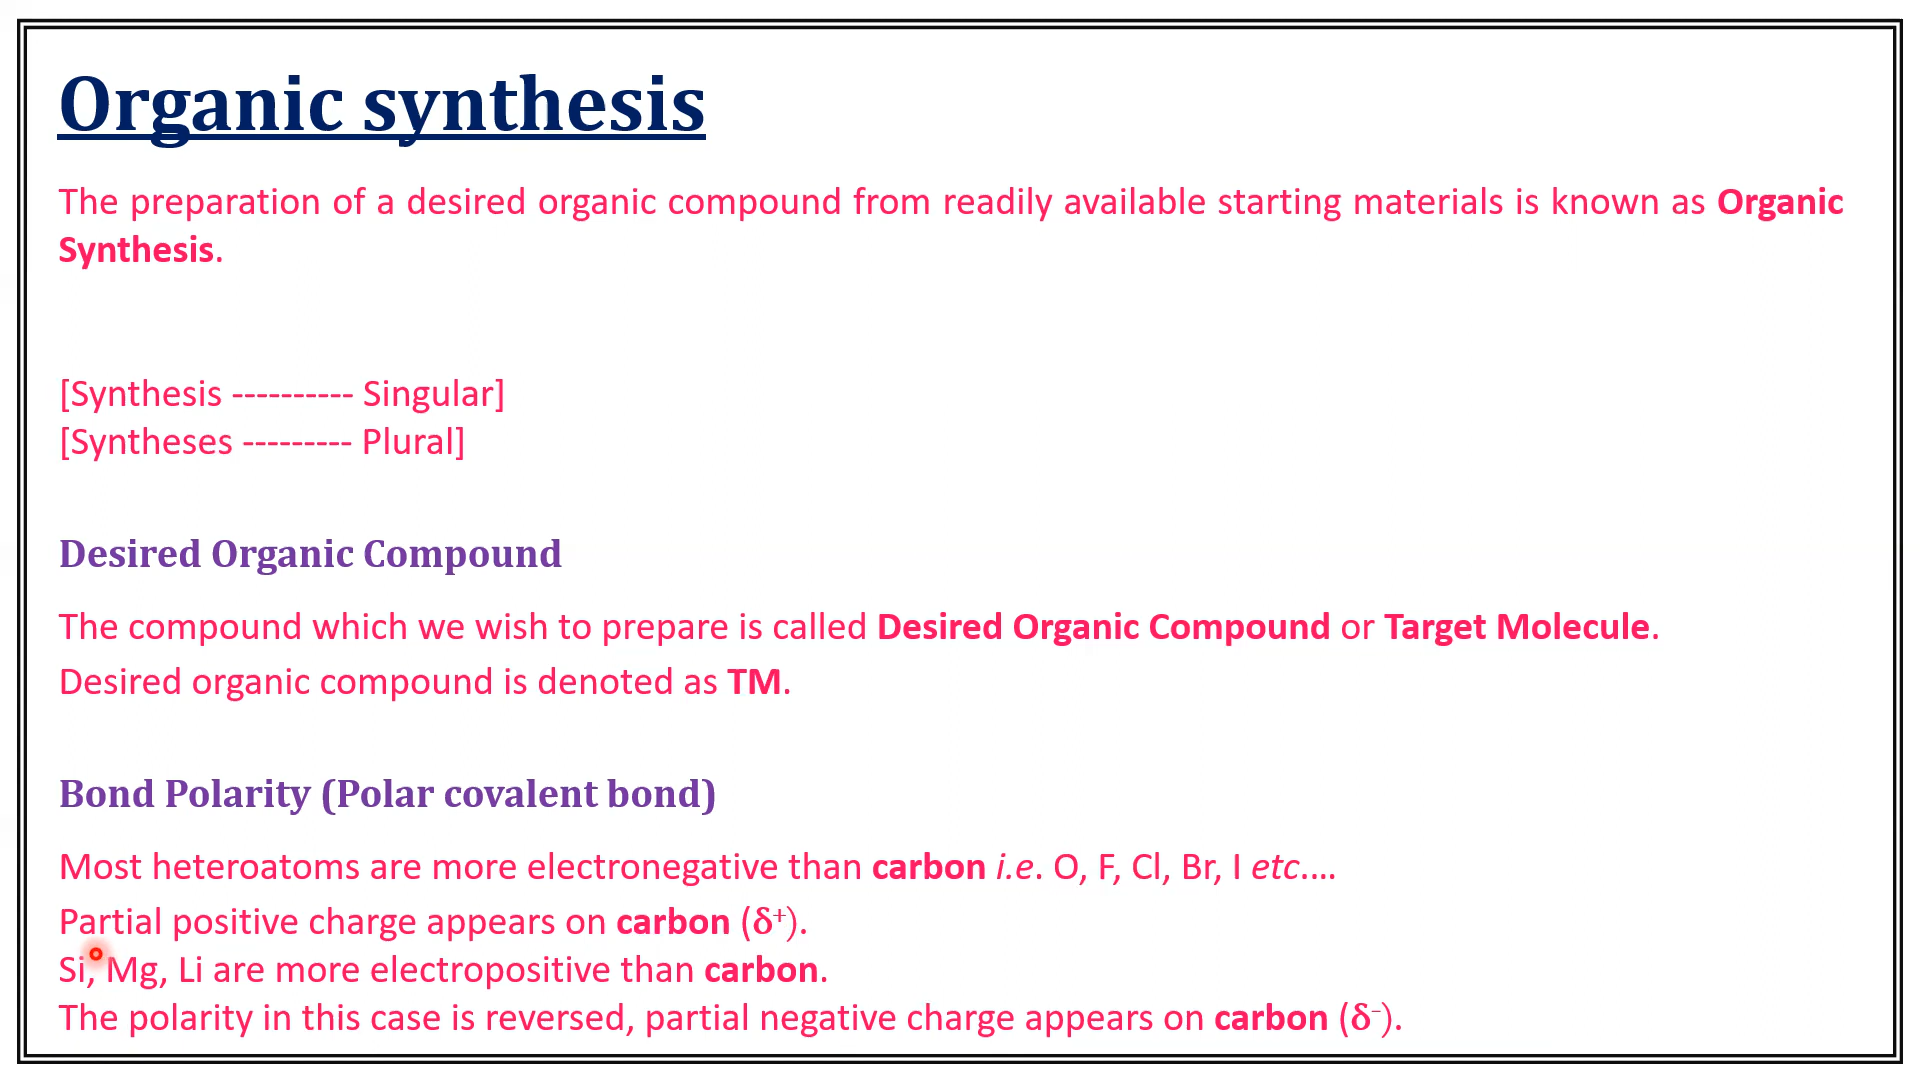 Organic synthesis
The preparation of a desired organic compound from readily available starting materials is known as Organic
Synthesis.
[Synthesis ---------- Singular]
[Syntheses --------- Plural]
Desired Organic Compound
The compound which we wish to prepare is called Desired Organic Compound or Target Molecule.
Desired organic compound is denoted as TM.
Bond Polarity (Polar covalent bond)
Most heteroatoms are more electronegative than carbon i.e. O, F, Cl, Br, I etc....
Partial positive charge appears on carbon (δ⁺).
Si, Mg, Li are more electropositive than carbon.
The polarity in this case is reversed, partial negative charge appears on carbon (δ⁻).